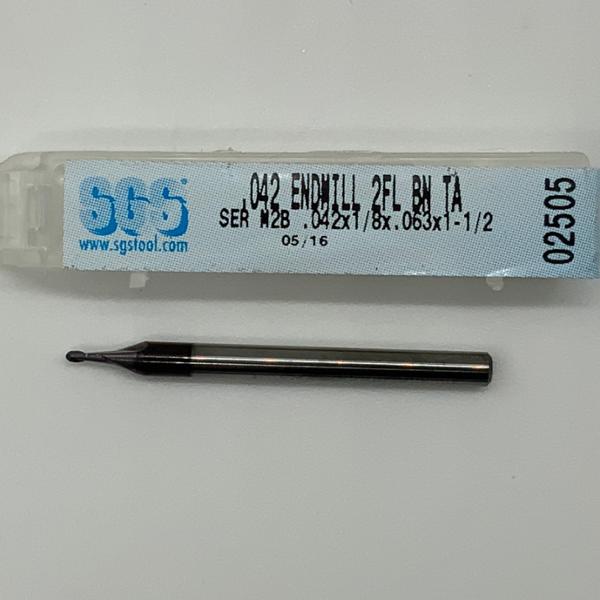 SGS
www.sgstool.com
.042 ENDMILL 2FL BN TA
SER M2B .042x1/8x.063x1-1/2
05/16
02505